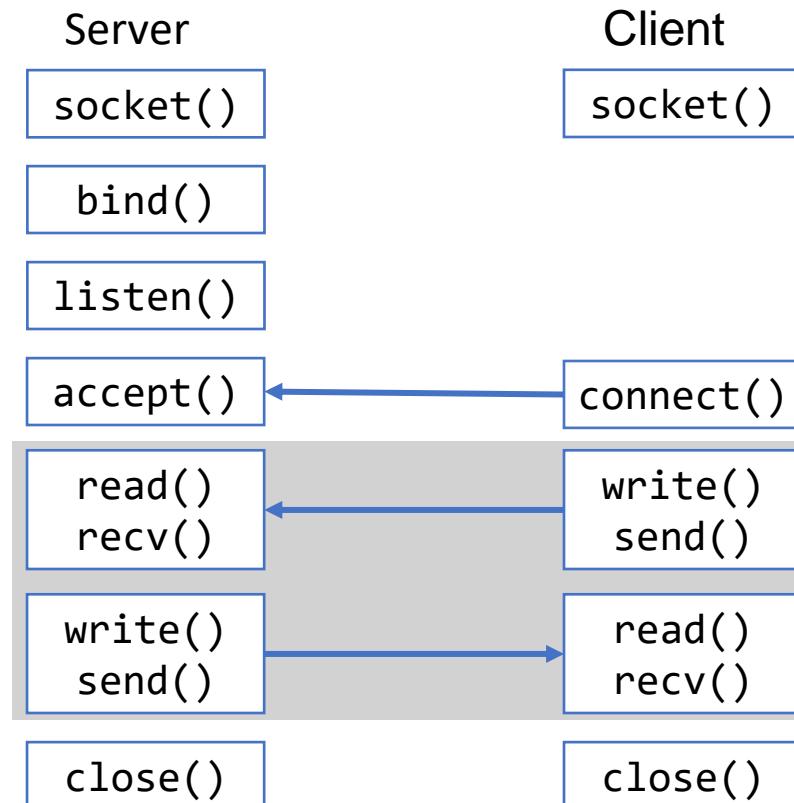 Server
Client
socket()
socket()
bind()
listen()
accept()
connect()
read()
recv()
write()
send()
write()
send()
read()
recv()
close()
close()